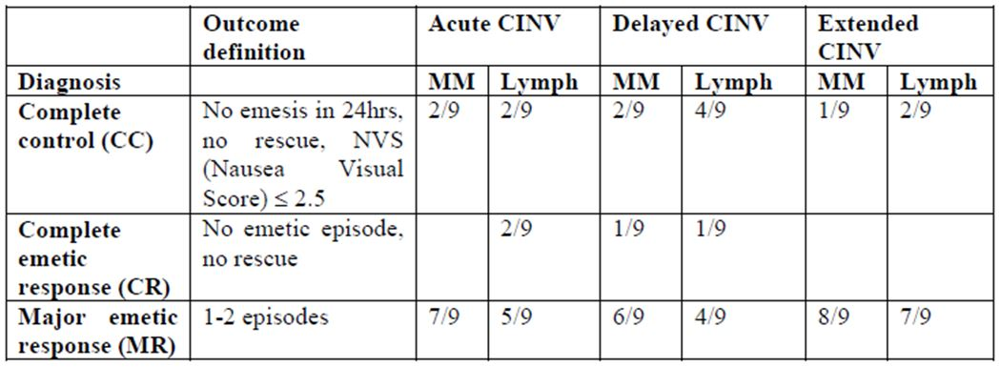 Outcome definition Acute CINV Delayed CINV Extended CINV
Diagnosis MM Lymph MM Lymph MM Lymph
Complete control (CC) No emesis in 24hrs, no rescue, NVS (Nausea Visual Score) ≤ 2.5 2/9 2/9 2/9 4/9 1/9 2/9
Complete emetic response (CR) No emetic episode, no rescue 2/9 1/9 1/9
Major emetic response (MR) 1-2 episodes 7/9 5/9 6/9 4/9 8/9 7/9